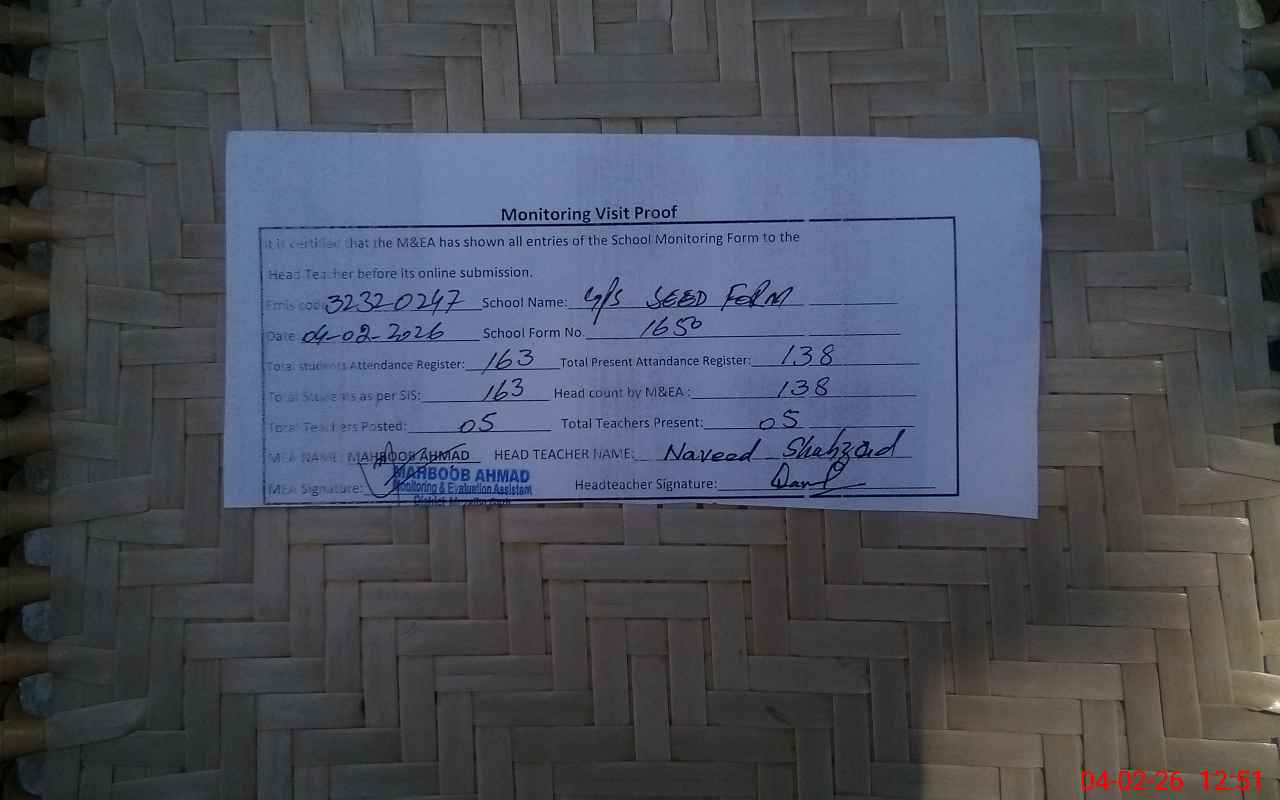 Monitoring Visit Proof
It is certified that the M&EA has shown all entries of the School Monitoring Form to the
Head Teacher before its online submission.
Emis code 32320247 School Name: G/P/S SEED FORM
Date 04-02-2026 School Form No. 1650
Total students Attendance Register: 163 Total Present Attandance Register: 138
Total Students as per SIS: 163 Head count by M&EA : 138
Total Teachers Posted: 05 Total Teachers Present: 05
MEA NAME: MAHBOOB AHMAD HEAD TEACHER NAME: Naveed Shahzad
MAHBOOB AHMAD
Monitoring & Evaluation Assistant
MEA Signature: Headteacher Signature:
District
04-02-26 12:51